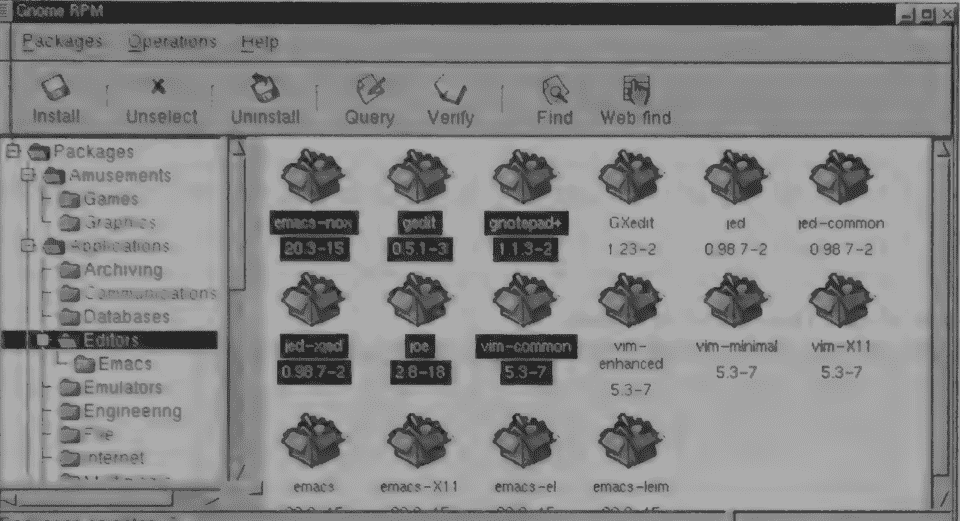 Gnome RPM
Packages Operations Help
Install Unselect Uninstall Query Verify Find Web find
Packages
Amusements
Games
Graphics
Applications
Archiving
Communications
Databases
Editors
Emacs
Emulators
Engineering
File
Internet
emacs-nox gedit gnotepad+ GXedit jed jed-common
20.3-15 0.5.1-3 1.1.3-2 1.23-2 0.98.7-2 0.98.7-2
jed-xjed joe vim-common vim-enhanced vim-minimal vim-X11
0.98.7-2 2.8-18 5.3-7 5.3-7 5.3-7 5.3-7
emacs emacs-X11 emacs-el emacs-leim